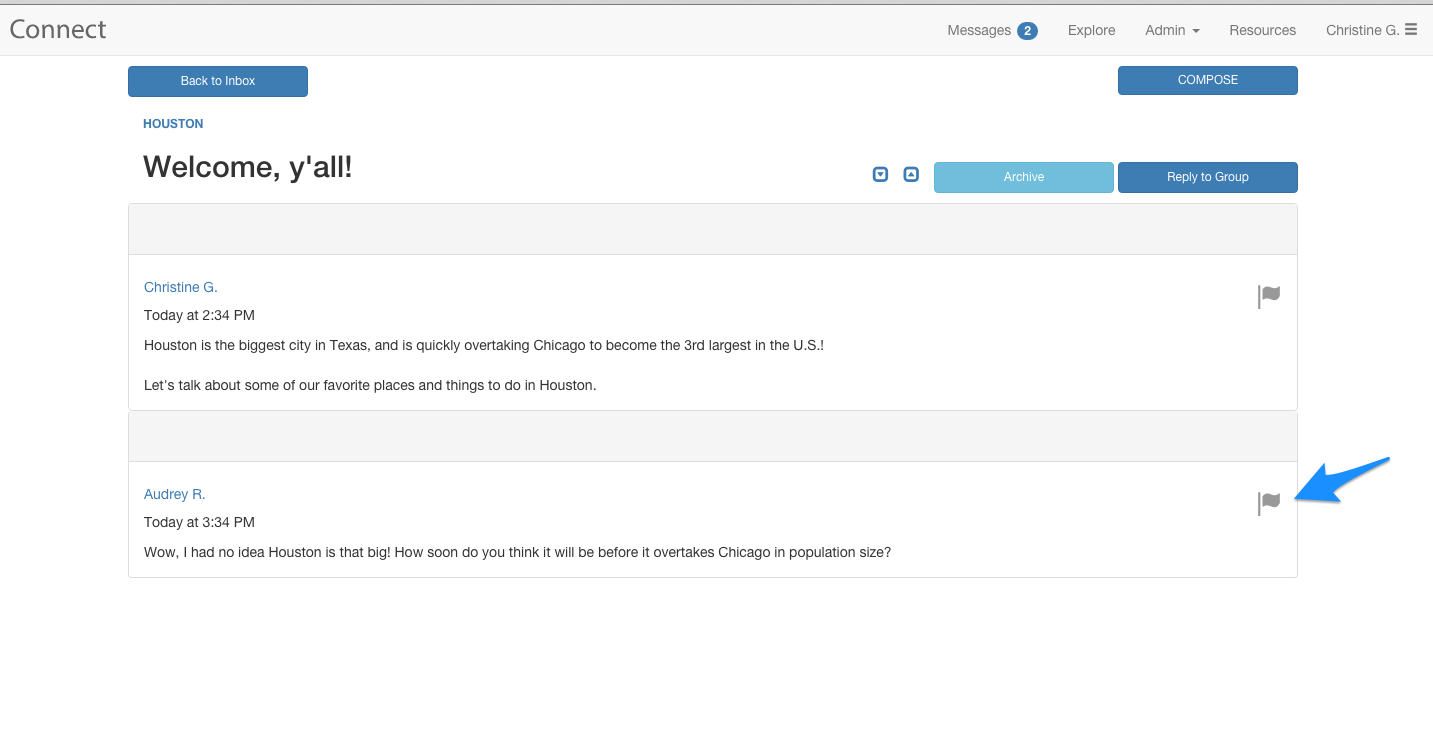 Connect
Messages 2 Explore Admin Resources Christine G.
Back to Inbox
COMPOSE
HOUSTON
Welcome, y'all!
Archive
Reply to Group
Christine G.
Today at 2:34 PM
Houston is the biggest city in Texas, and is quickly overtaking Chicago to become the 3rd largest in the U.S.!
Let's talk about some of our favorite places and things to do in Houston.
Audrey R.
Today at 3:34 PM
Wow, I had no idea Houston is that big! How soon do you think it will be before it overtakes Chicago in population size?